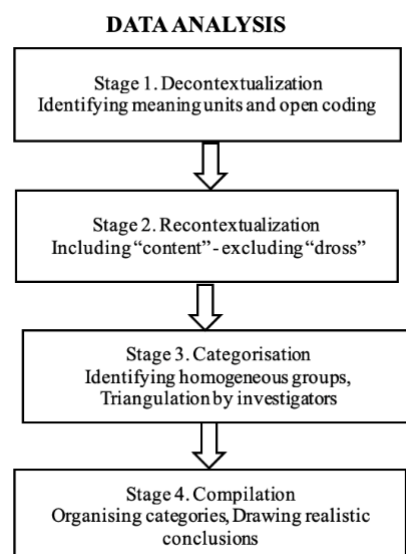 DATA ANALYSIS
Stage 1. Decontextualization
Identifying meaning units and open coding
Stage 2. Recontextualization
Including “content” - excluding “dross”
Stage 3. Categorisation
Identifying homogeneous groups,
Triangulation by investigators
Stage 4. Compilation
Organising categories, Drawing realistic
conclusions